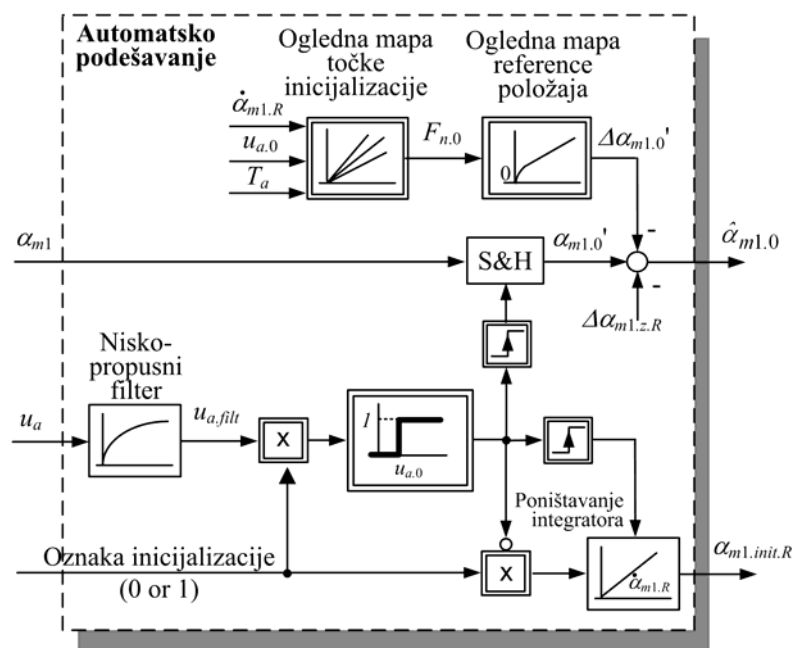 Automatsko
podešavanje
Ogledna mapa
točke
inicijalizacije
Ogledna mapa
reference
položaja
α̇m1.R
ua.0
Ta
Fn.0
0
Δαm1.0'
αm1
S&H
αm1.0'
-
α̂m1.0
-
Δαm1.z.R
Nisko-
propusni
filter
ua
ua.filt
x
1
ua.0
Poništavanje
integratora
Oznaka inicijalizacije
(0 or 1)
x
α̇m1.R
αm1.init.R